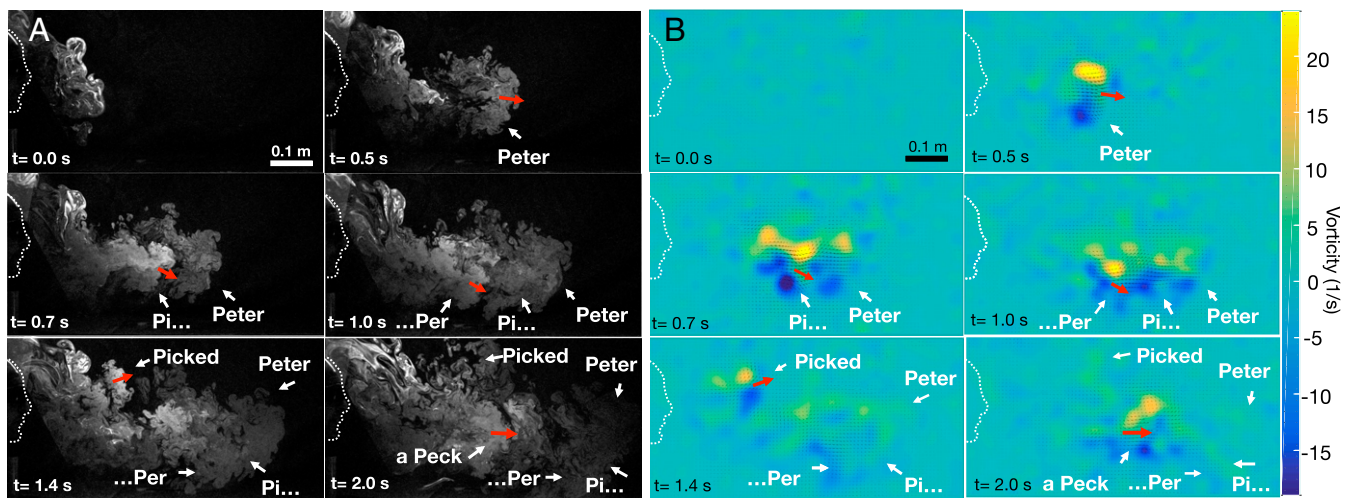 A
t= 0.0 s
0.1 m
t= 0.5 s
Peter
t= 0.7 s
Pi...
Peter
t= 1.0 s
...Per
Pi...
Peter
t= 1.4 s
Picked
Peter
...Per
Pi...
t= 2.0 s
Picked
Peter
a Peck
...Per
Pi...
B
t= 0.0 s
0.1 m
t= 0.5 s
Peter
t= 0.7 s
Pi...
Peter
t= 1.0 s
...Per
Pi...
Peter
t= 1.4 s
Picked
Peter
...Per
Pi...
t= 2.0 s
Picked
Peter
a Peck
...Per
Pi...
20
15
10
5
0
-5
-10
-15
Vorticity (1/s)